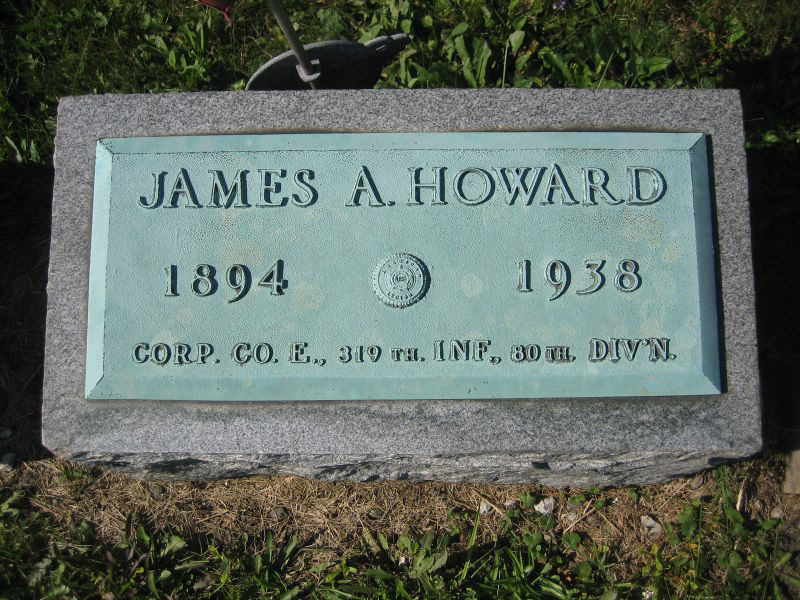 JAMES A. HOWARD
1894 1938
CORP. CO. E., 319 TH. INF., 80 TH. DIV'N.